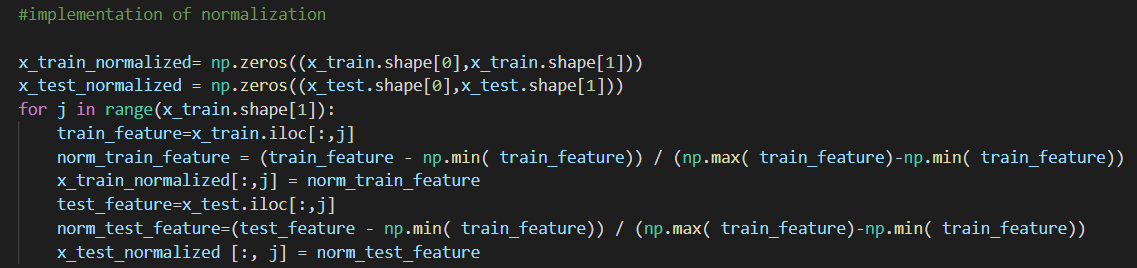 #implementation of normalization
x_train_normalized= np.zeros((x_train.shape[0],x_train.shape[1]))
x_test_normalized = np.zeros((x_test.shape[0],x_test.shape[1]))
for j in range(x_train.shape[1]):
    train_feature=x_train.iloc[:,j]
    norm_train_feature = (train_feature - np.min( train_feature)) / (np.max( train_feature)-np.min( train_feature))
    x_train_normalized[:,j] = norm_train_feature
    test_feature=x_test.iloc[:,j]
    norm_test_feature=(test_feature - np.min( train_feature)) / (np.max( train_feature)-np.min( train_feature))
    x_test_normalized [:, j] = norm_test_feature